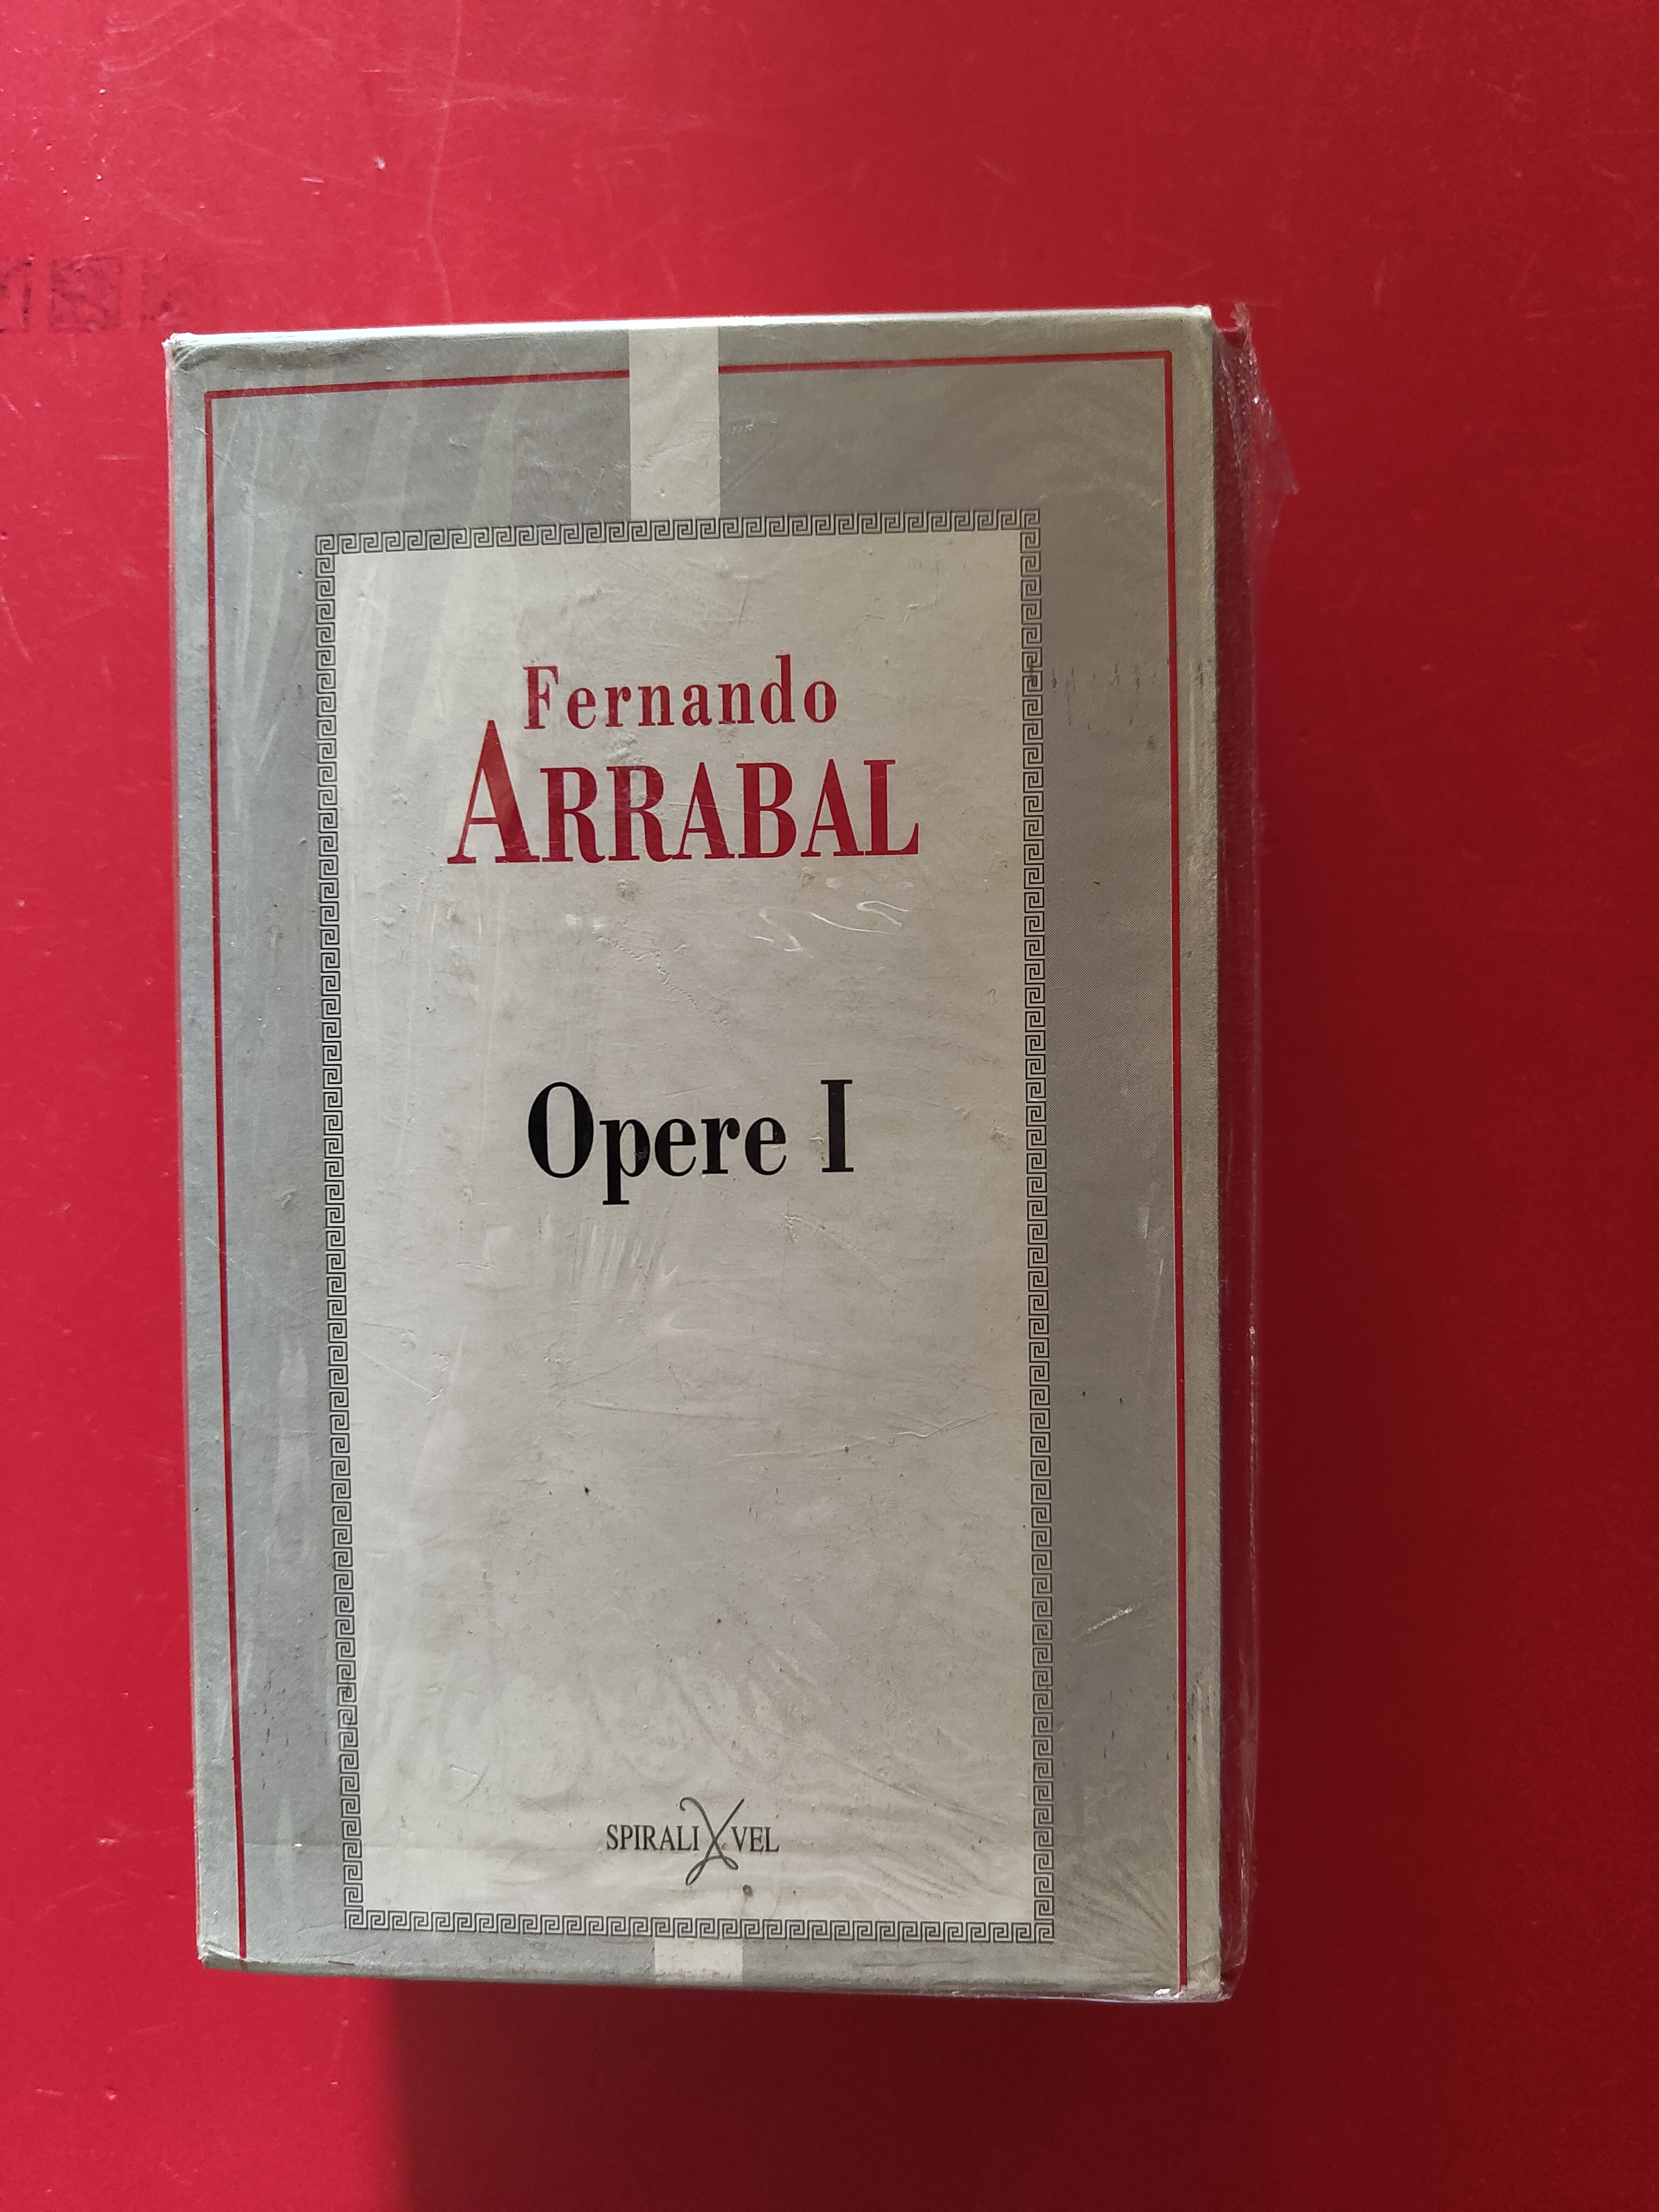 Fernando
ARRABAL
Opere I
SPIRALI VEL